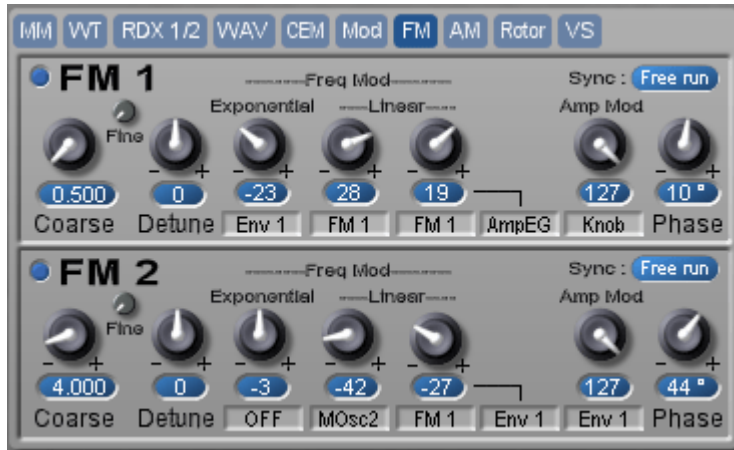 MM VVT RDX 1/2 WAV CEM Mod FM AM Rotor VS
FM 1 Freq Mod Sync : Free run
Fine Exponential Linear Amp Mod
- + - + - + - + - +
0.500 0 -23 28 19 127 10 °
Coarse Detune Env 1 FM 1 FM 1 AmpEG Knob Phase
FM 2 Freq Mod Sync : Free run
Fine Exponential Linear Amp Mod
- + - + - + - + - + - +
4.000 0 -3 -42 -27 127 44 °
Coarse Detune OFF MOsc2 FM 1 Env 1 Env 1 Phase